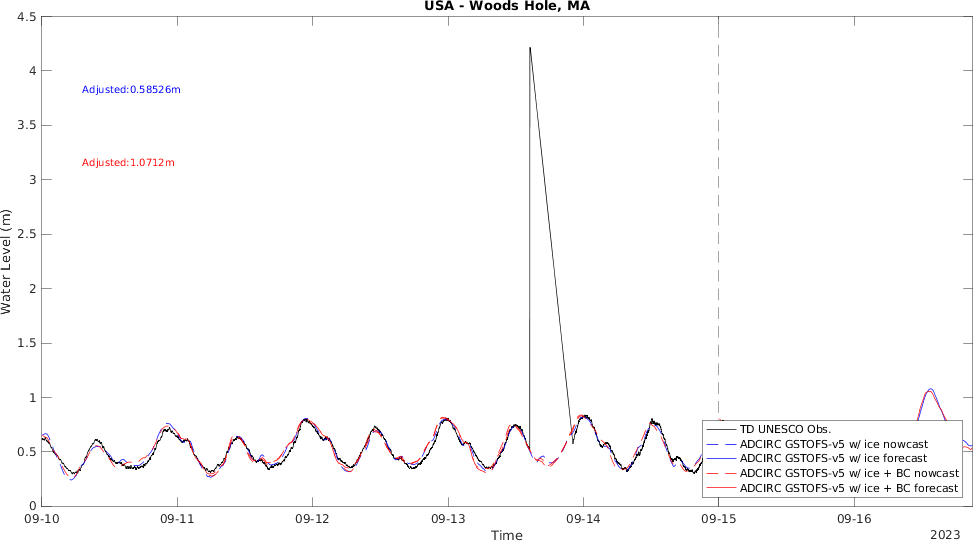 USA - Woods Hole, MA
4.5
4
3.5
3
2.5
2
1.5
1
0.5
0
Water Level (m)
Adjusted:0.58526m
Adjusted:1.0712m
TD UNESCO Obs.
ADCIRC GSTOFS-v5 w/ ice nowcast
ADCIRC GSTOFS-v5 w/ ice forecast
ADCIRC GSTOFS-v5 w/ ice + BC nowcast
ADCIRC GSTOFS-v5 w/ ice + BC forecast
09-10 09-11 09-12 09-13 09-14 09-15 09-16
Time
2023